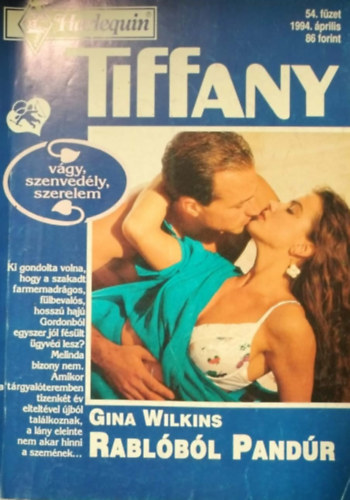 Harlequin®
54. füzet
1994. április
86 forint
TIFFANY
vágy,
szenvedély,
szerelem
Ki gondolta volna,
hogy a szakadt
farmernadrágos,
fülbevalós,
hosszú hajú
Gordonból
egyszer jól fésült
ügyvéd lesz?
Melinda
bizony nem.
Amikor
a tárgyalóteremben
tizenkét év
elteltével újból
találkoznak,
a lány eleinte
nem akar hinni
a szemének...
GINA WILKINS
RABLÓBÓL PANDÚR